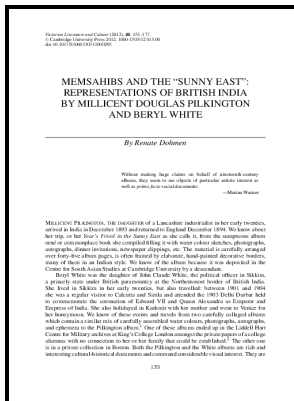 Victorian Literature and Culture (2012), 40, 153–177.
© Cambridge University Press 2012. 1060-1503/12 $15.00
doi:10.1017/S1060150311000295
MEMSAHIBS AND THE “SUNNY EAST”:
REPRESENTATIONS OF BRITISH INDIA
BY MILLICENT DOUGLAS PILKINGTON
AND BERYL WHITE
By Renate Dohmen
Without making huge claims on behalf of nineteenth-century
albums, they seem to me objects of particular artistic interest as
well as prima facie social documents.
—Marina Warner
MILLICENT PILKINGTON, THE DAUGHTER of a Lancashire industrialist in her early twenties,
arrived in India in December 1893 and returned to England December 1894. We know about
her trip, or her Year's Frivol in the Sunny East as she calls it, from the sumptuous album
cum commonplace book she compiled filling it with water colour sketches, photographs,
autographs, dinner invitations, newspaper clippings, etc. The material is carefully arranged
over forty-five album pages, is often framed by elaborate, hand-painted decorative borders,
many of them in an Indian style. We know of the album because it was deposited in the
Centre for South Asian Studies at Cambridge University by a descendant.
Beryl White was the daughter of John Claude White, the political officer in Sikkim,
a princely state under British paramountcy at the Northernmost border of British India.
She lived in Sikkim in her early twenties, but also travelled: between 1901 and 1904
she was a regular visitor to Calcutta and Simla and attended the 1903 Delhi Durbar held
to commemorate the coronation of Edward VII and Queen Alexandra as Emperor and
Empress of India. She also holidayed in Kashmir with her mother and went to Venice for
her honeymoon. We know of these events and travels from two carefully collaged albums
which contain a similar mix of carefully assembled water colours, photographs, autographs,
and ephemera to the Pilkington album.1 One of these albums ended up in the Liddell Hart
Centre for Military archives at King's College London amongst the private papers of a college
alumnus with no connection to her or her family that could be established.2 The other one
is in a private collection in Boston. Both the Pilkington and the White albums are rich and
interesting cultural-historical documents and command considerable visual interest. They are
153